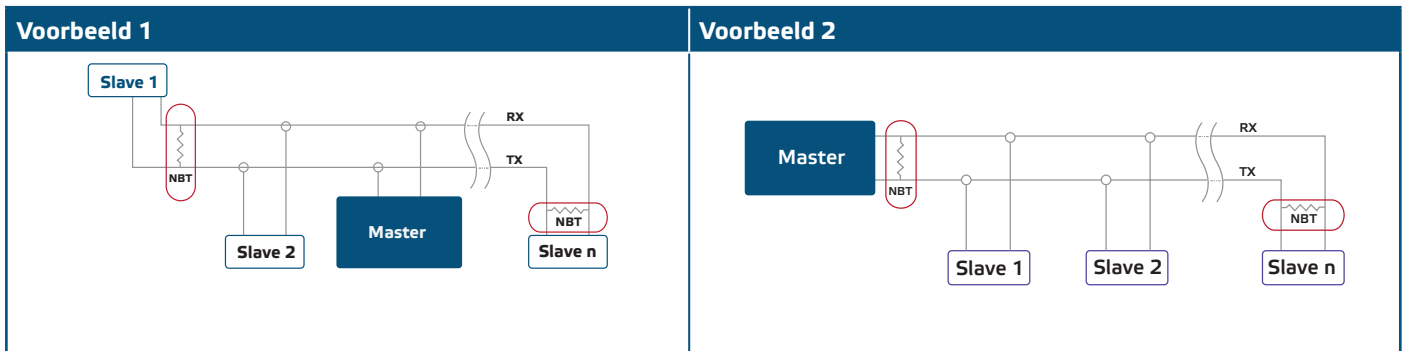 Voorbeeld 1
Slave 1
RX
TX
NBT
NBT
Master
Slave 2
Slave n
Voorbeeld 2
RX
Master
TX
NBT
NBT
Slave 1
Slave 2
Slave n